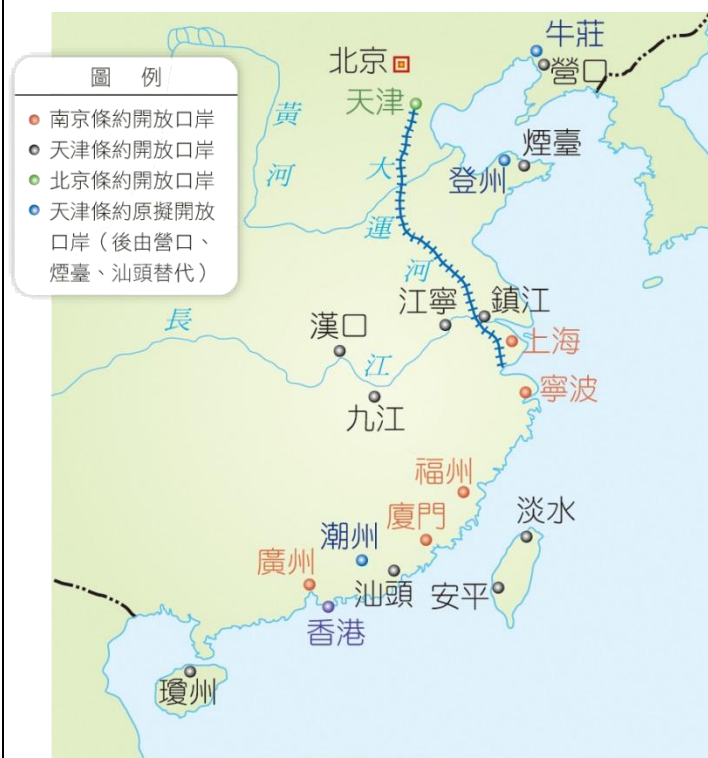 圖例
南京條約開放口岸
天津條約開放口岸
北京條約開放口岸
天津條約原擬開放
口岸（後由營口、
煙臺、汕頭替代）
牛莊
北京
營口
天津
黃
河
煙臺
大
登州
運
河
江寧
鎮江
長
漢口
上海
江
寧波
九江
福州
淡水
廈門
潮州
廣州
汕頭
安平
香港
瓊州